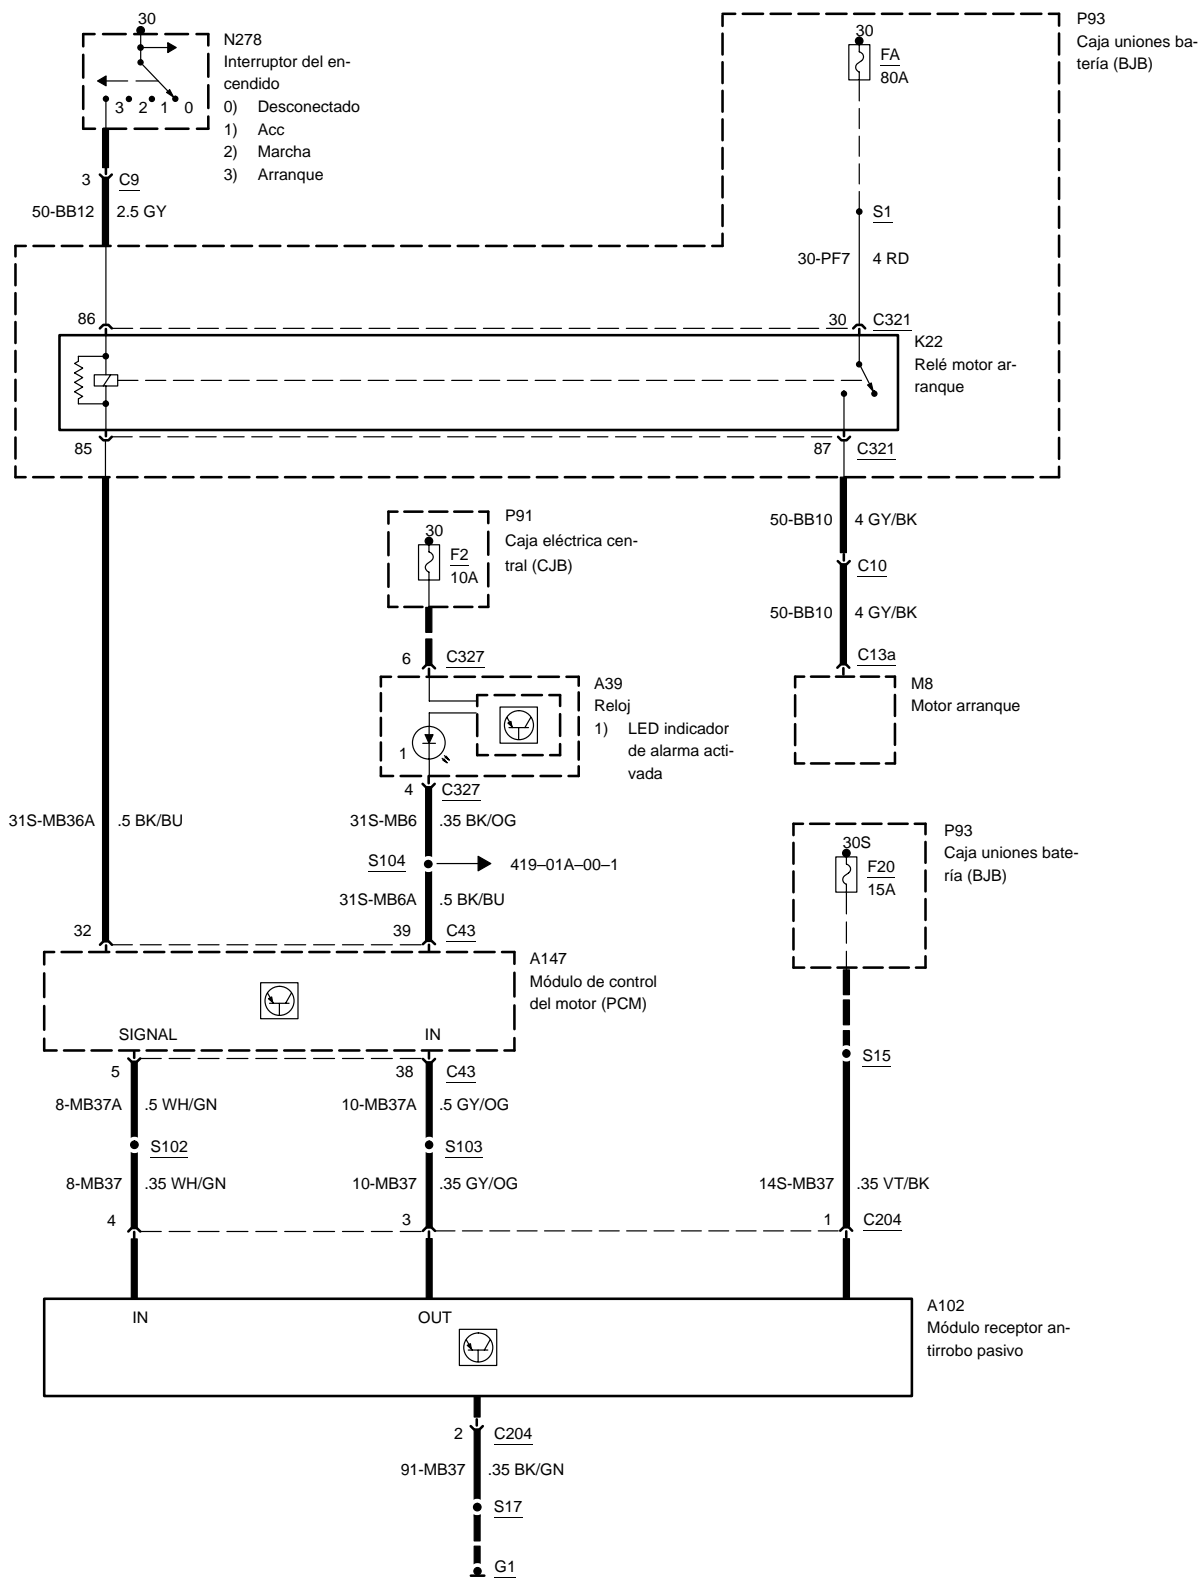 30
N278
Interruptor del en-
cendido
0) Desconectado
1) Acc
2) Marcha
3) Arranque
3 2 1 0
3 C9
50-BB12 2.5 GY
P93
Caja uniones ba-
tería (BJB)
30
FA
80A
S1
30-PF7 4 RD
86
30 C321
K22
Relé motor ar-
ranque
85
87 C321
50-BB10 4 GY/BK
C10
50-BB10 4 GY/BK
C13a
M8
Motor arranque
P91
Caja eléctrica cen-
tral (CJB)
30
F2
10A
6 C327
A39
Reloj
1) LED indicador
de alarma acti-
vada
1
4 C327
31S-MB36A .5 BK/BU
31S-MB6 .35 BK/OG
S104 419–01A–00–1
31S-MB6A .5 BK/BU
P93
Caja uniones bate-
ría (BJB)
30S
F20
15A
32
39 C43
A147
Módulo de control
del motor (PCM)
SIGNAL IN
5
38 C43
8-MB37A .5 WH/GN
10-MB37A .5 GY/OG
S15
S102
S103
8-MB37 .35 WH/GN
10-MB37 .35 GY/OG
14S-MB37 .35 VT/BK
4
3
1 C204
IN OUT
A102
Módulo receptor an-
tirrobo pasivo
2 C204
91-MB37 .35 BK/GN
S17
G1